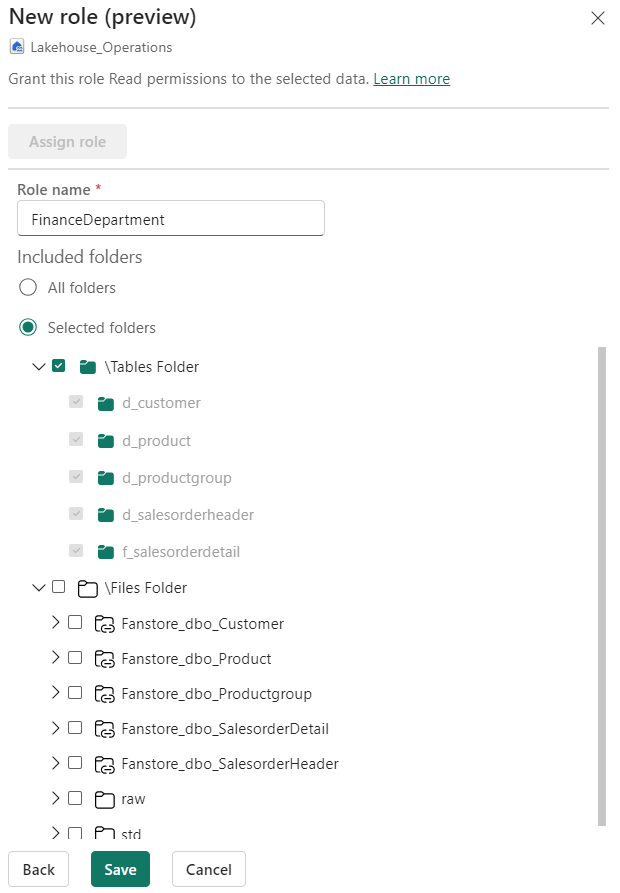 New role (preview)
Lakehouse_Operations
Grant this role Read permissions to the selected data. Learn more
Assign role
Role name *
FinanceDepartment
Included folders
All folders
Selected folders
\Tables Folder
d_customer
d_product
d_productgroup
d_salesorderheader
f_salesorderdetail
\Files Folder
Fanstore_dbo_Customer
Fanstore_dbo_Product
Fanstore_dbo_Productgroup
Fanstore_dbo_SalesorderDetail
Fanstore_dbo_SalesorderHeader
raw
std
Back Save Cancel